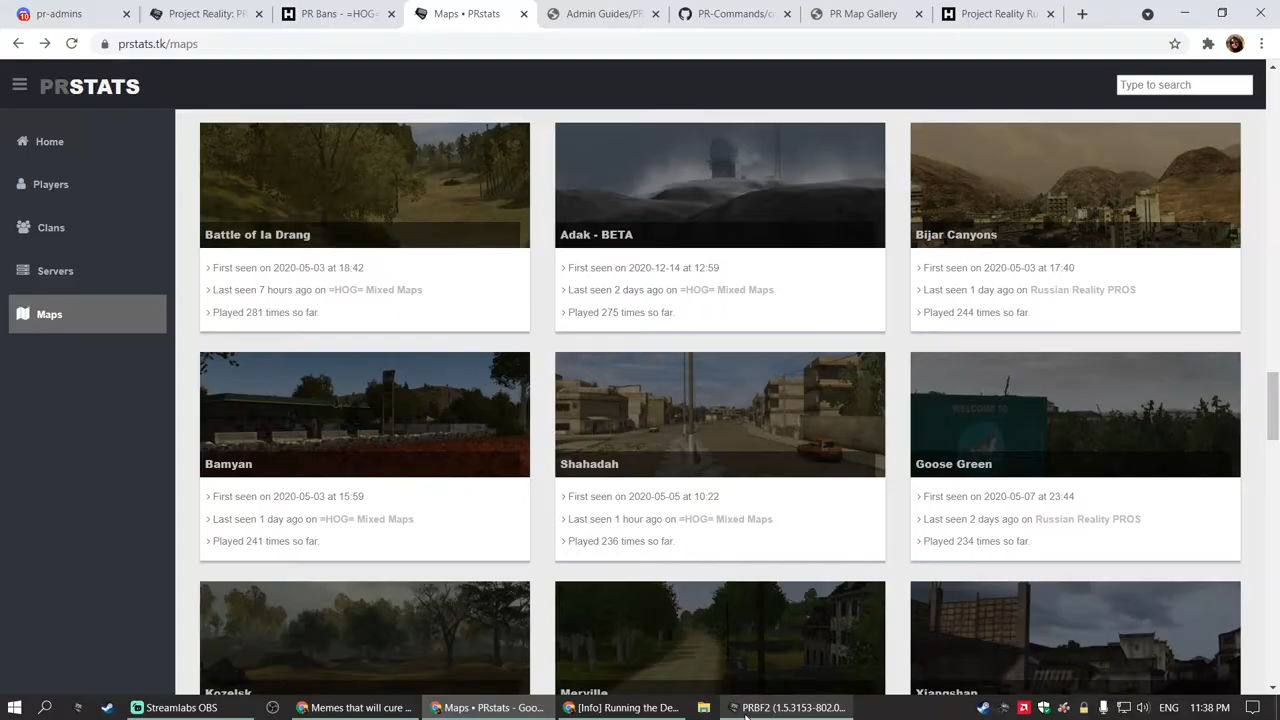 pr-admins
Project Reality: PR
PR Bans - =HOG=
Maps • PRstats
Admin Guides/PR
PR-Commands/co
PR Map Gallery
Project Reality Ru
prstats.tk/maps
PRSTATS
Type to search
Home
Players
Clans
Servers
Maps
Battle of Ia Drang
First seen on 2020-05-03 at 18:42
Last seen 7 hours ago on =HOG= Mixed Maps
Played 281 times so far.
Adak - BETA
First seen on 2020-12-14 at 12:59
Last seen 2 days ago on =HOG= Mixed Maps
Played 275 times so far.
Bijar Canyons
First seen on 2020-05-03 at 17:40
Last seen 1 day ago on Russian Reality PROS
Played 244 times so far.
Bamyan
First seen on 2020-05-03 at 15:59
Last seen 1 day ago on =HOG= Mixed Maps
Played 241 times so far.
Shahadah
First seen on 2020-05-05 at 10:22
Last seen 1 hour ago on =HOG= Mixed Maps
Played 236 times so far.
WELCOME TO
Goose Green
First seen on 2020-05-07 at 23:44
Last seen 2 days ago on Russian Reality PROS
Played 234 times so far.
Kozelsk
Merville
Xiangshan
Streamlabs OBS
Memes that will cure ...
Maps • PRstats - Goo...
[Info] Running the De...
PRBF2 (1.5.3153-802.0...
ENG
11:38 PM